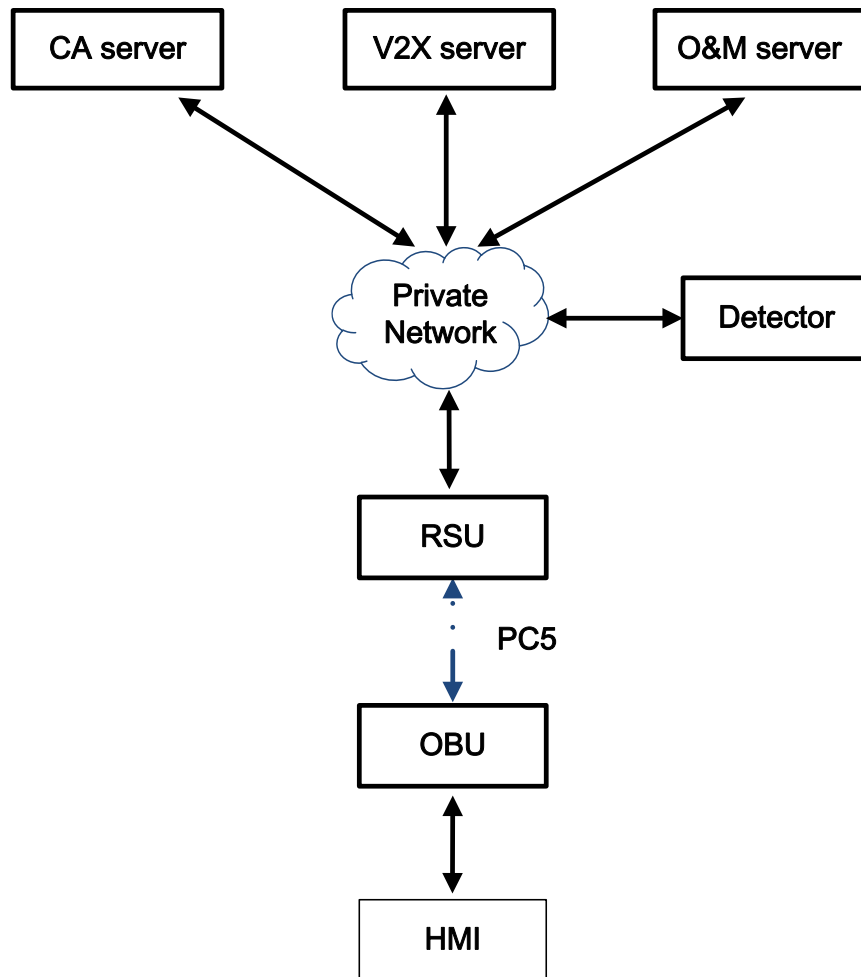 CA server
V2X server
O&M server
Private
Network
Detector
RSU
PC5
OBU
HMI